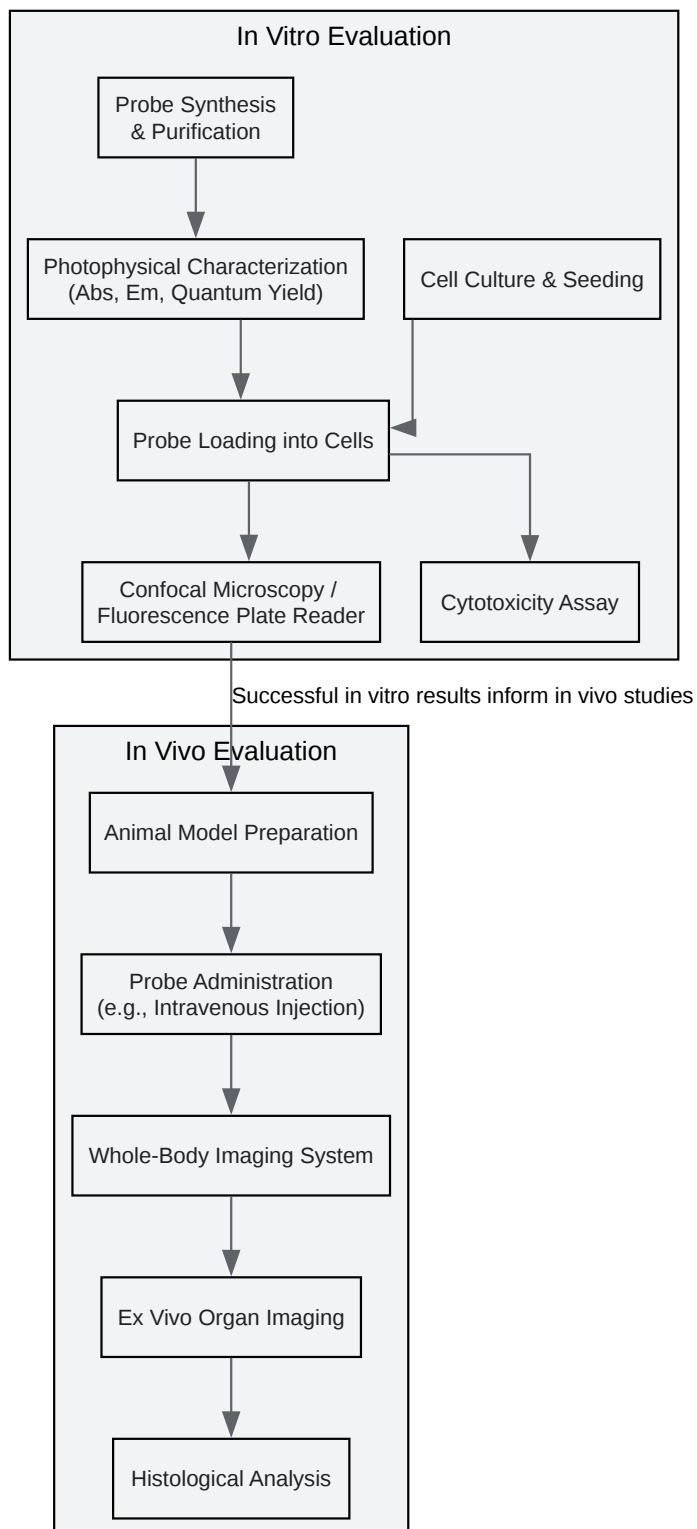 In Vitro Evaluation
Probe Synthesis
& Purification
Photophysical Characterization
(Abs, Em, Quantum Yield)
Cell Culture & Seeding
Probe Loading into Cells
Confocal Microscopy /
Fluorescence Plate Reader
Cytotoxicity Assay
Successful in vitro results inform in vivo studies
In Vivo Evaluation
Animal Model Preparation
Probe Administration
(e.g., Intravenous Injection)
Whole-Body Imaging System
Ex Vivo Organ Imaging
Histological Analysis